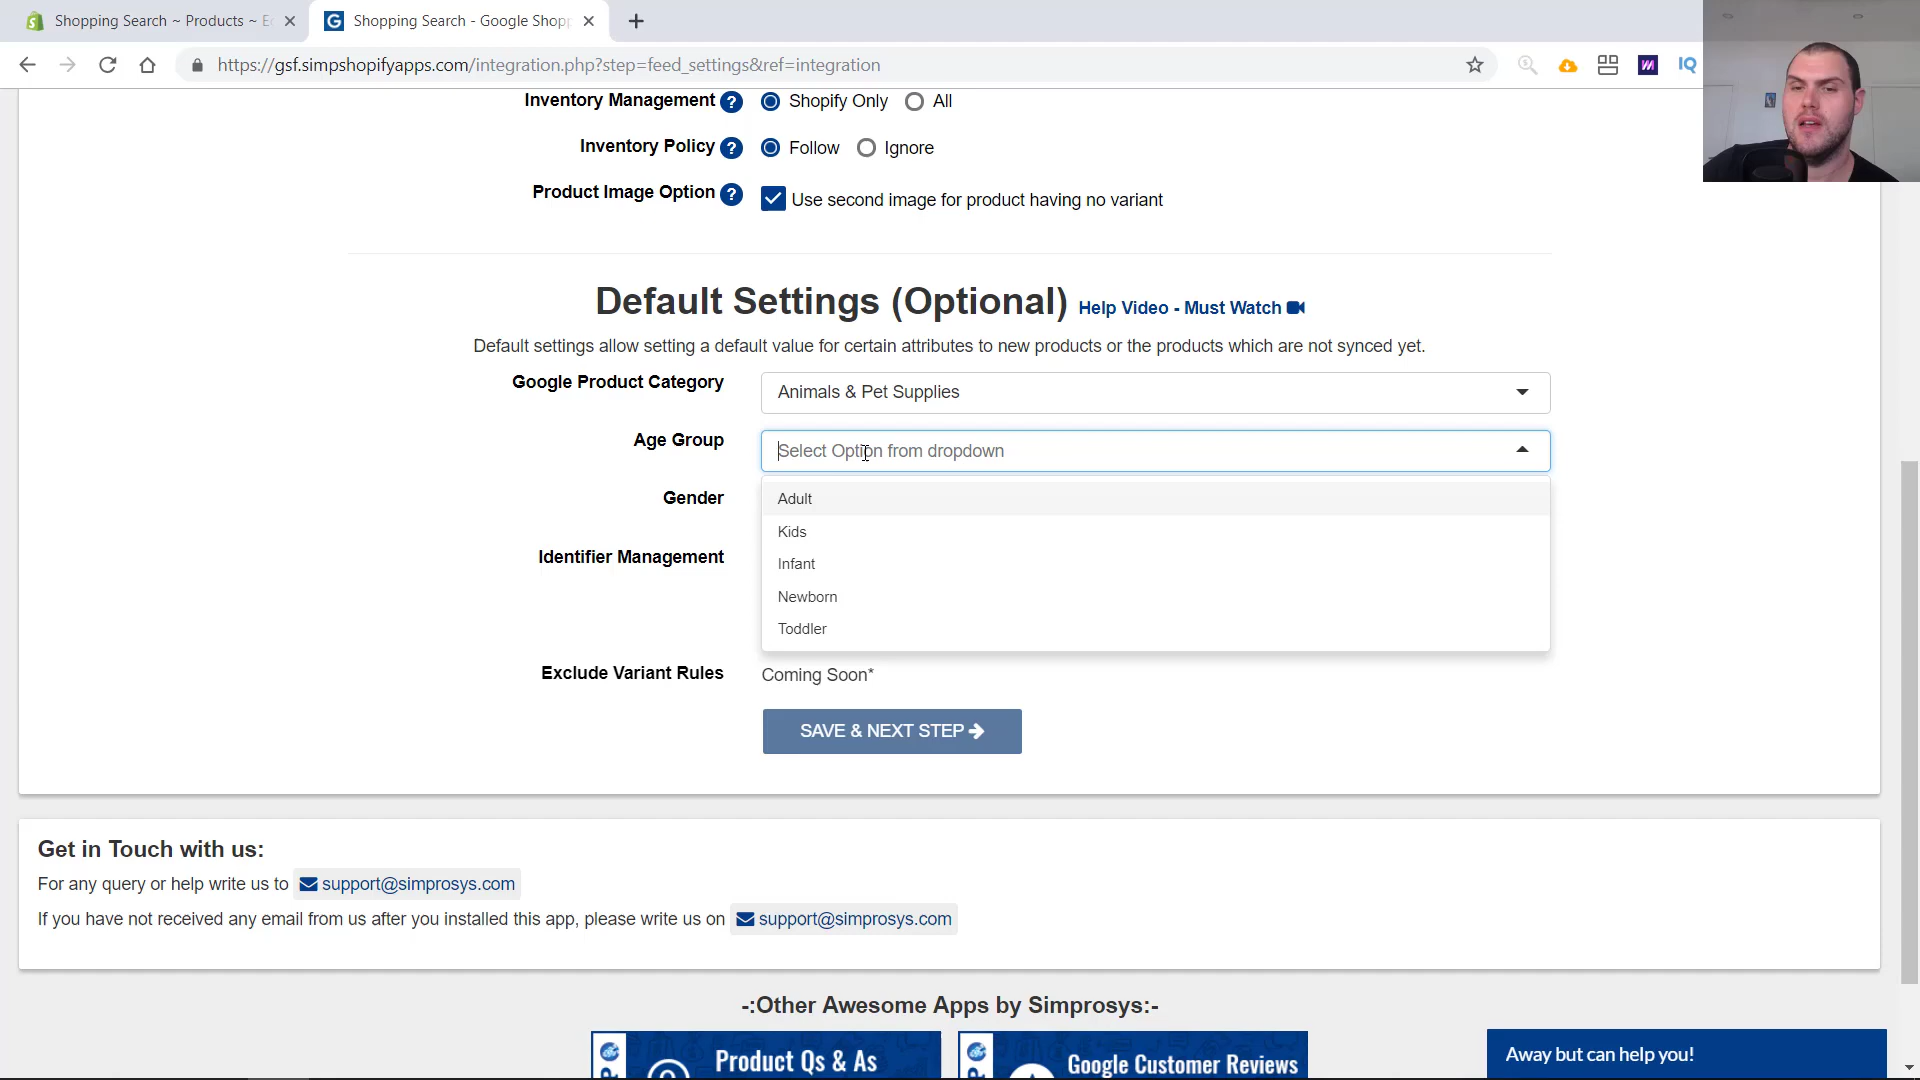 Shopping Search ~ Products ~ E
Shopping Search - Google Shopp
https://gsf.simpshopifyapps.com/integration.php?step=feed_settings&ref=integration
IQ
Inventory Management ? Shopify Only All
Inventory Policy ? Follow Ignore
Product Image Option ? Use second image for product having no variant
Default Settings (Optional) Help Video - Must Watch
Default settings allow setting a default value for certain attributes to new products or the products which are not synced yet.
Google Product Category Animals & Pet Supplies
Age Group Select Option from dropdown
Adult
Gender
Kids
Identifier Management
Infant
Newborn
Toddler
Exclude Variant Rules Coming Soon*
SAVE & NEXT STEP
Get in Touch with us:
For any query or help write us to support@simprosys.com
If you have not received any email from us after you installed this app, please write us on support@simprosys.com
-:Other Awesome Apps by Simprosys:-
Product Qs & As
Google Customer Reviews
Away but can help you!